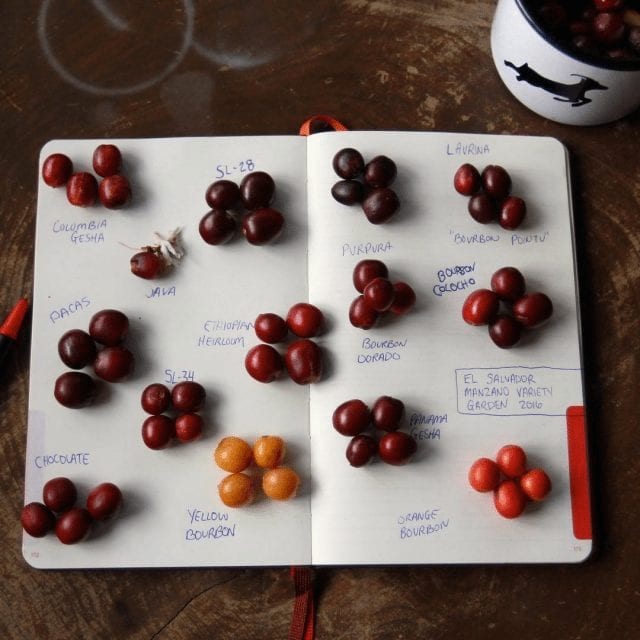 COLOMBIA
GESHA
SL-28
JAVA
PACAS
ETHIOPIAN
HEIRLOOM
SL-34
CHOCOLATE
YELLOW
BOURBON
LAURINA
"BOURBON POINTU"
PURPURA
BOURBON
COLOCHO
BOURBON
DORADO
EL SALVADOR
MANZANO VARIETY
GARDEN 2016
PANAMA
GESHA
ORANGE
BOURBON